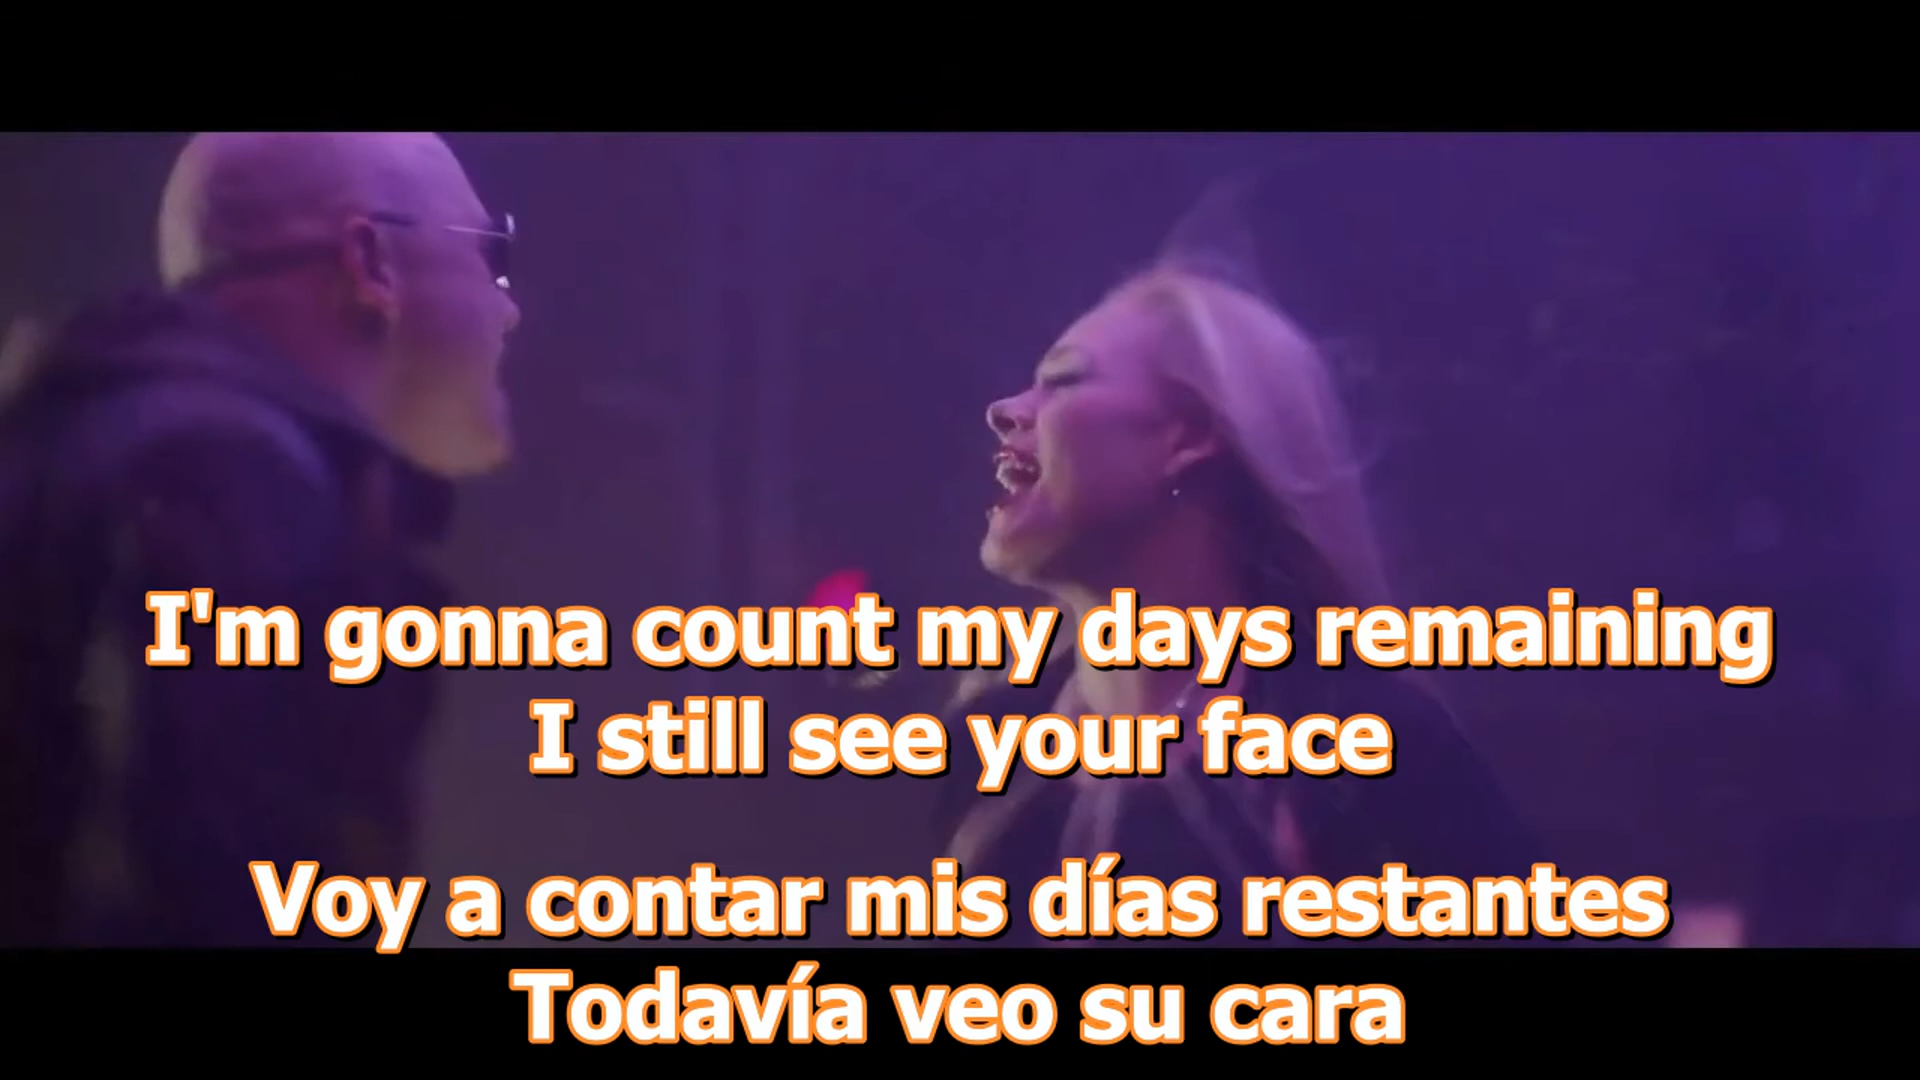 I'm gonna count my days remaining
I still see your face
Voy a contar mis días restantes
Todavía veo su cara